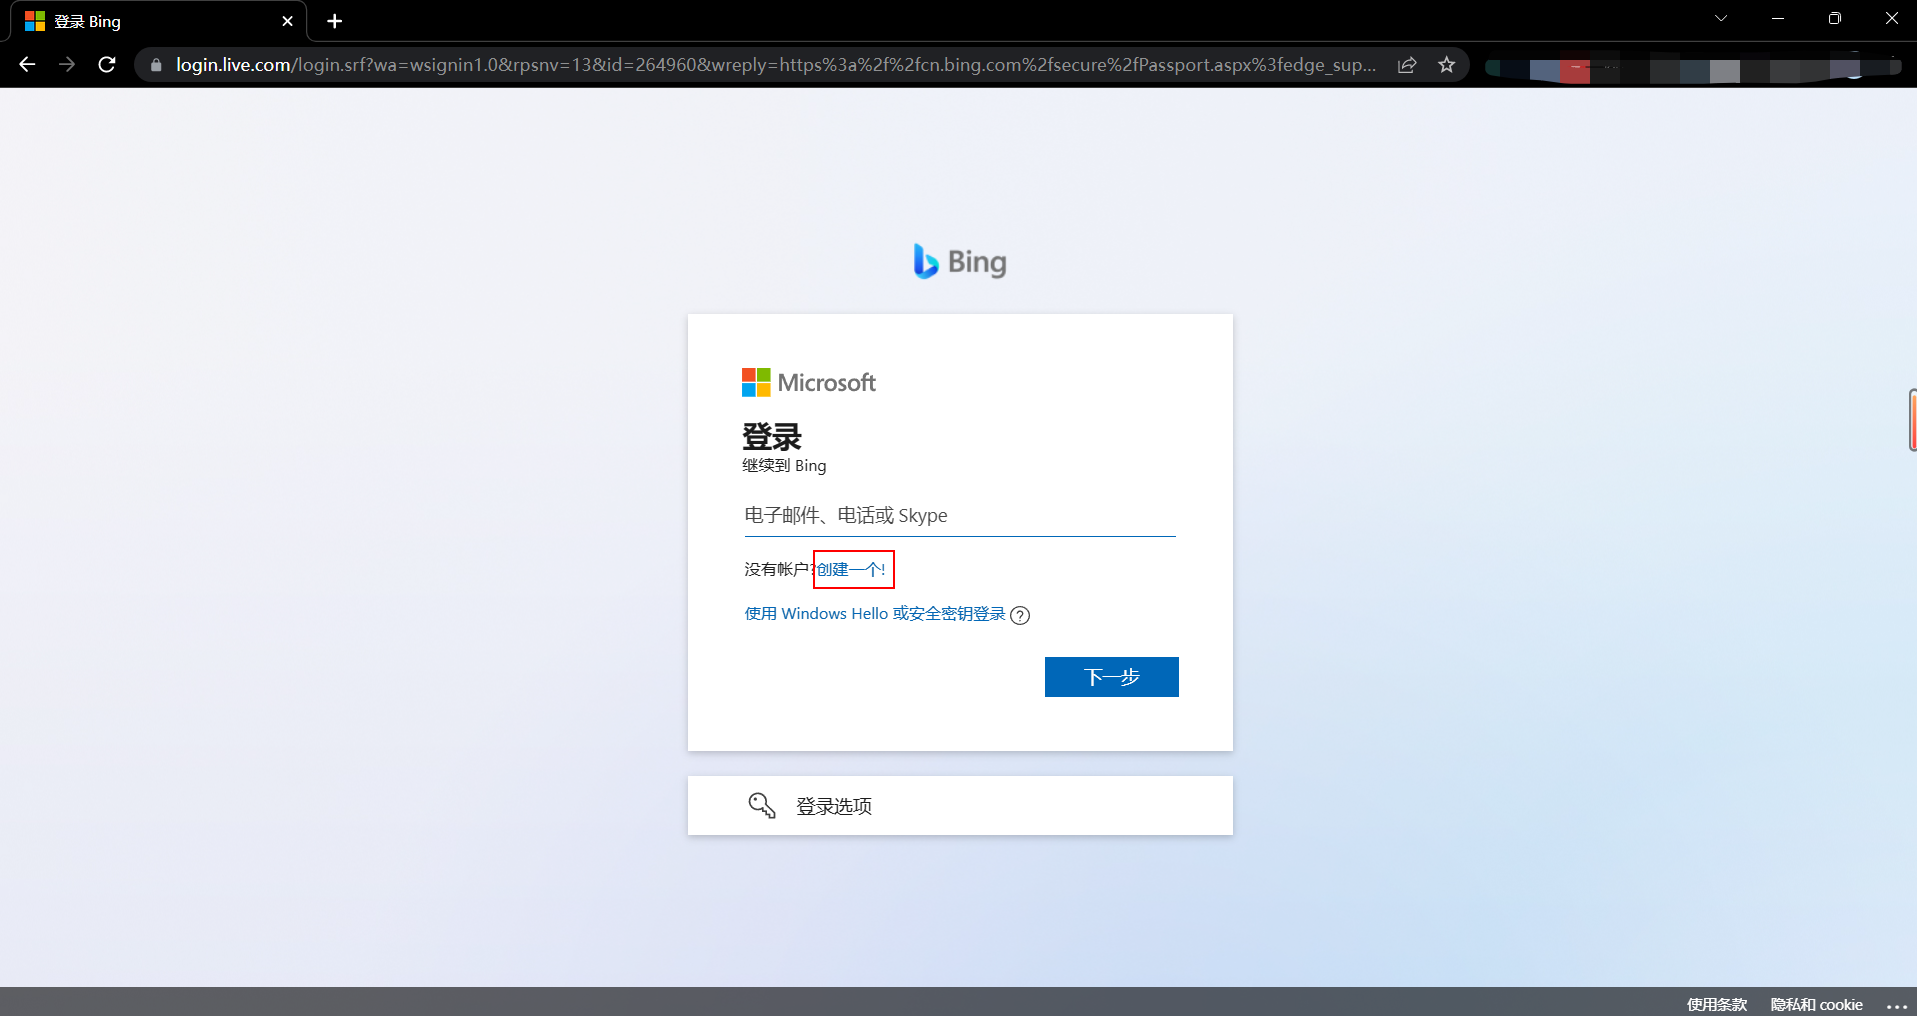 登录 Bing
login.live.com/login.srf?wa=wsignin1.0&rpsnv=13&id=264960&wreply=https%3a%2f%2fcn.bing.com%2fsecure%2fPassport.aspx%3fedge_sup...
Bing
Microsoft
登录
继续到 Bing
电子邮件、电话或 Skype
没有帐户?创建一个!
使用 Windows Hello 或安全密钥登录
下一步
登录选项
使用条款 隐私和 cookie ...